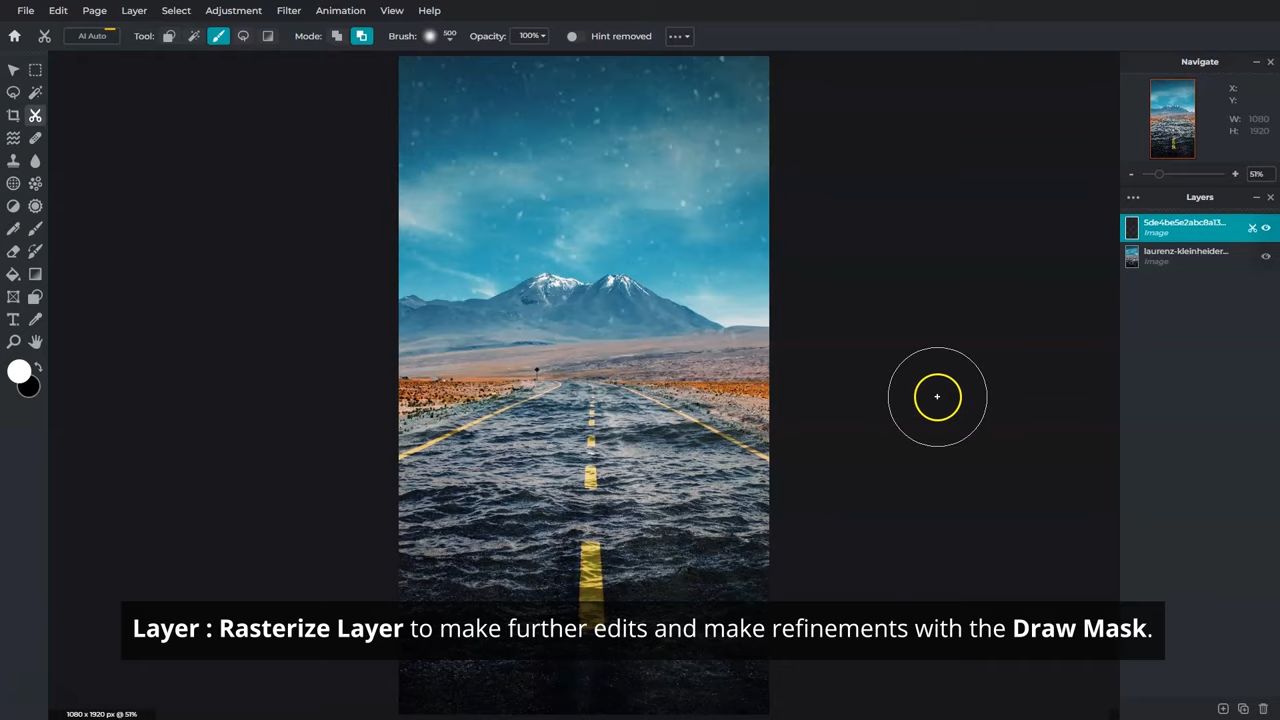 File Edit Page Layer Select Adjustment Filter Animation View Help
AI Auto Tool: Mode: Brush: 500 Opacity: 100% Hint removed
Navigate
X:
Y:
W: 1080
H: 1920
- + 51%
Layers
5de4be5e2abc8a13...
Image
laurenz-kleinheider...
Image
Layer : Rasterize Layer to make further edits and make refinements with the Draw Mask.
1080 x 1920 px @ 51%